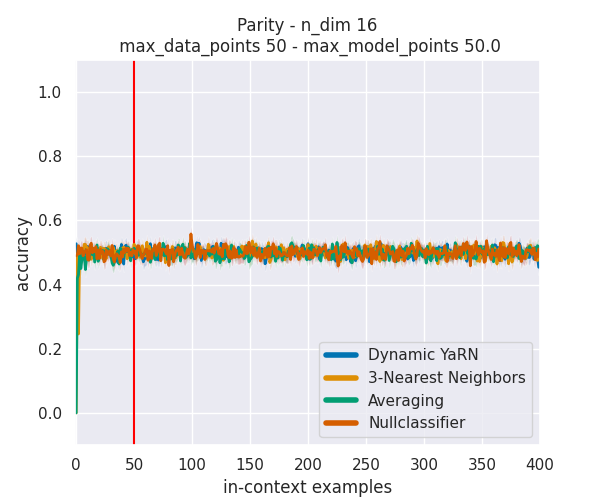 Parity - n_dim 16
max_data_points 50 - max_model_points 50.0
1.0
0.8
0.6
0.4
0.2
0.0
accuracy
Dynamic YaRN
3-Nearest Neighbors
Averaging
Nullclassifier
0 50 100 150 200 250 300 350 400
in-context examples